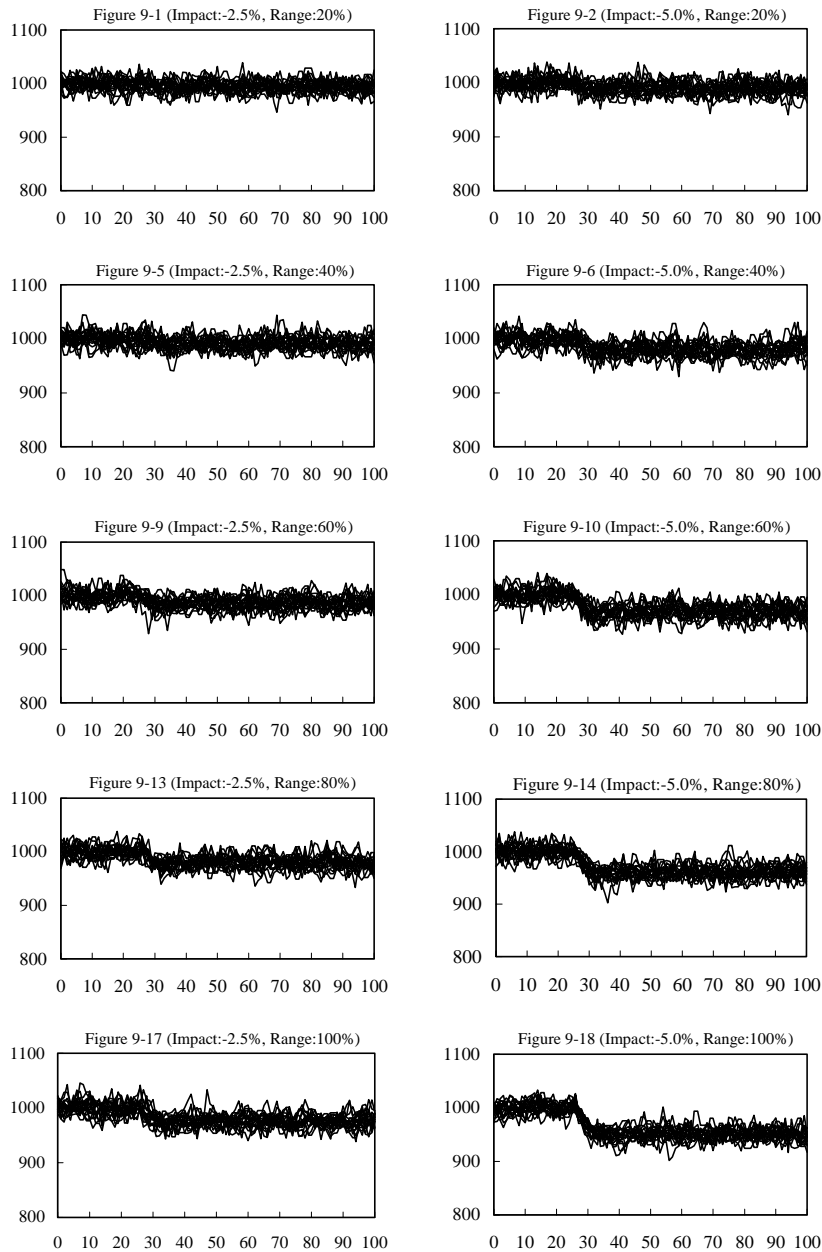 Figure 9-1 (Impact:-2.5%, Range:20%)
1100
1000
900
800
0 10 20 30 40 50 60 70 80 90 100
Figure 9-2 (Impact:-5.0%, Range:20%)
1100
1000
900
800
0 10 20 30 40 50 60 70 80 90 100
Figure 9-5 (Impact:-2.5%, Range:40%)
1100
1000
900
800
0 10 20 30 40 50 60 70 80 90 100
Figure 9-6 (Impact:-5.0%, Range:40%)
1100
1000
900
800
0 10 20 30 40 50 60 70 80 90 100
Figure 9-9 (Impact:-2.5%, Range:60%)
1100
1000
900
800
0 10 20 30 40 50 60 70 80 90 100
Figure 9-10 (Impact:-5.0%, Range:60%)
1100
1000
900
800
0 10 20 30 40 50 60 70 80 90 100
Figure 9-13 (Impact:-2.5%, Range:80%)
1100
1000
900
800
0 10 20 30 40 50 60 70 80 90 100
Figure 9-14 (Impact:-5.0%, Range:80%)
1100
1000
900
800
0 10 20 30 40 50 60 70 80 90 100
Figure 9-17 (Impact:-2.5%, Range:100%)
1100
1000
900
800
0 10 20 30 40 50 60 70 80 90 100
Figure 9-18 (Impact:-5.0%, Range:100%)
1100
1000
900
800
0 10 20 30 40 50 60 70 80 90 100